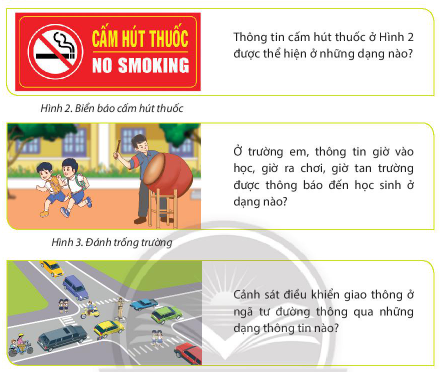 CẤM HÚT THUỐC
NO SMOKING
Thông tin cấm hút thuốc ở Hình 2
được thể hiện ở những dạng nào?
Hình 2. Biển báo cấm hút thuốc
Ở trường em, thông tin giờ vào
học, giờ ra chơi, giờ tan trường
được thông báo đến học sinh ở
dạng nào?
Hình 3. Đánh trống trường
Cảnh sát điều khiển giao thông ở
ngã tư đường thông qua những
dạng thông tin nào?